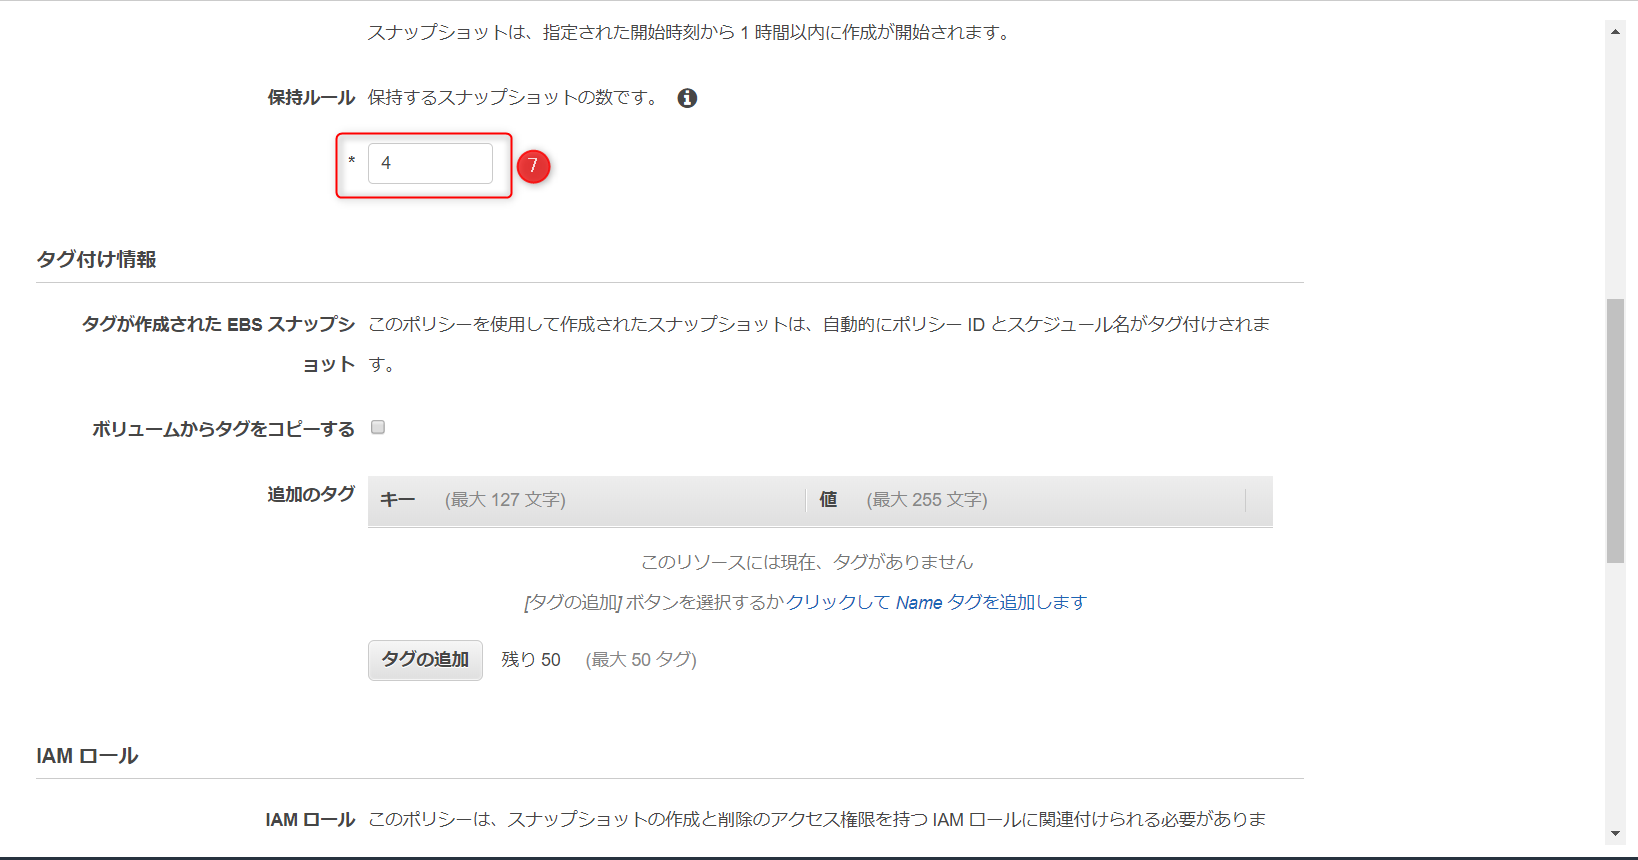 スナップショットは、指定された開始時刻から 1 時間以内に作成が開始されます。
保持ルール 保持するスナップショットの数です。
* 4 7
タグ付け情報
タグが作成された EBS スナップシ このポリシーを使用して作成されたスナップショットは、自動的にポリシー ID とスケジュール名がタグ付けされま
ョット す。
ボリュームからタグをコピーする
追加のタグ キー (最大 127 文字) 値 (最大 255 文字)
このリソースには現在、タグがありません
[タグの追加] ボタンを選択するかクリックして Name タグを追加します
タグの追加 残り 50 (最大 50 タグ)
IAM ロール
IAM ロール このポリシーは、スナップショットの作成と削除のアクセス権限を持つ IAM ロールに関連付けられる必要がありま